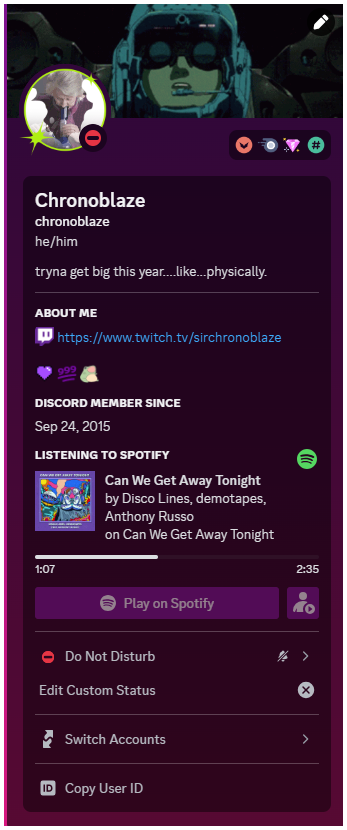 Chronoblaze
chronoblaze
he/him
tryna get big this year....like...physically.
ABOUT ME
https://www.twitch.tv/sirchronoblaze
999
DISCORD MEMBER SINCE
Sep 24, 2015
LISTENING TO SPOTIFY
Can We Get Away Tonight
by Disco Lines, demotapes,
Anthony Russo
on Can We Get Away Tonight
1:07 2:35
Play on Spotify
Do Not Disturb
Edit Custom Status
Switch Accounts
ID Copy User ID